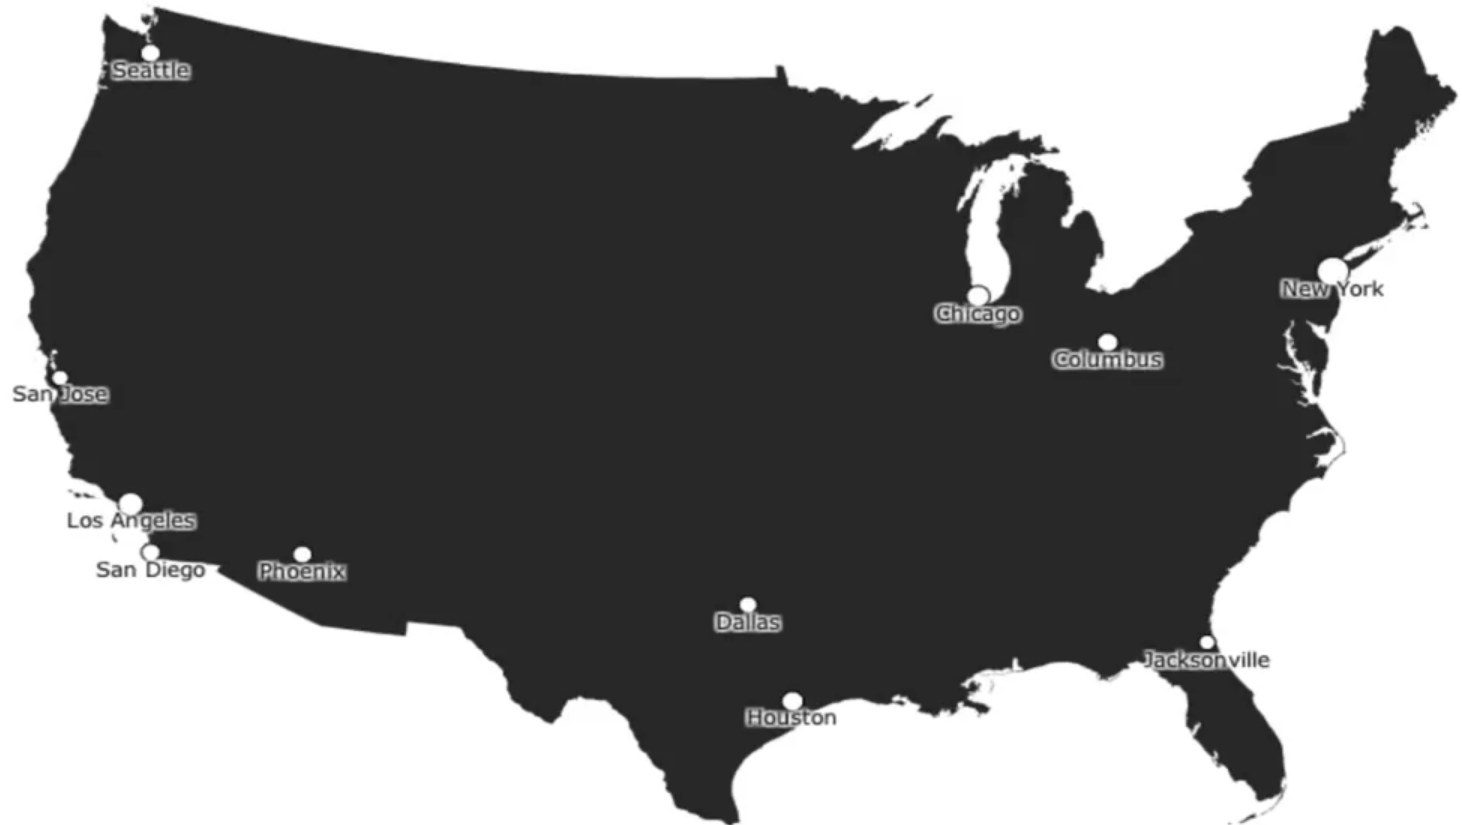 Seattle
New York
Chicago
Columbus
San Jose
Los Angeles
San Diego
Phoenix
Dallas
Jacksonville
Houston